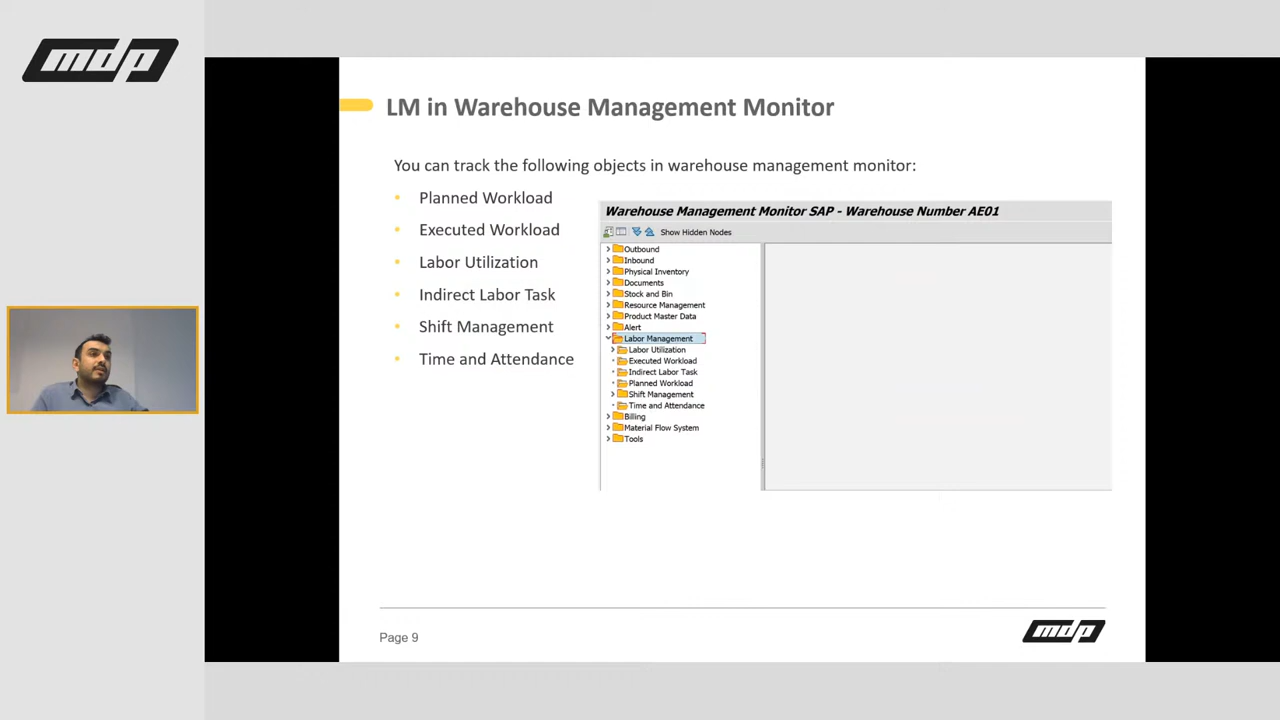 mdp
LM in Warehouse Management Monitor
You can track the following objects in warehouse management monitor:
• Planned Workload
• Executed Workload
• Labor Utilization
• Indirect Labor Task
• Shift Management
• Time and Attendance
Warehouse Management Monitor SAP - Warehouse Number AE01
Show Hidden Nodes
Outbound
Inbound
Physical Inventory
Documents
Stock and Bin
Resource Management
Product Master Data
Alert
Labor Management
Labor Utilization
Executed Workload
Indirect Labor Task
Planned Workload
Shift Management
Time and Attendance
Billing
Material Flow System
Tools
Page 9
mdp